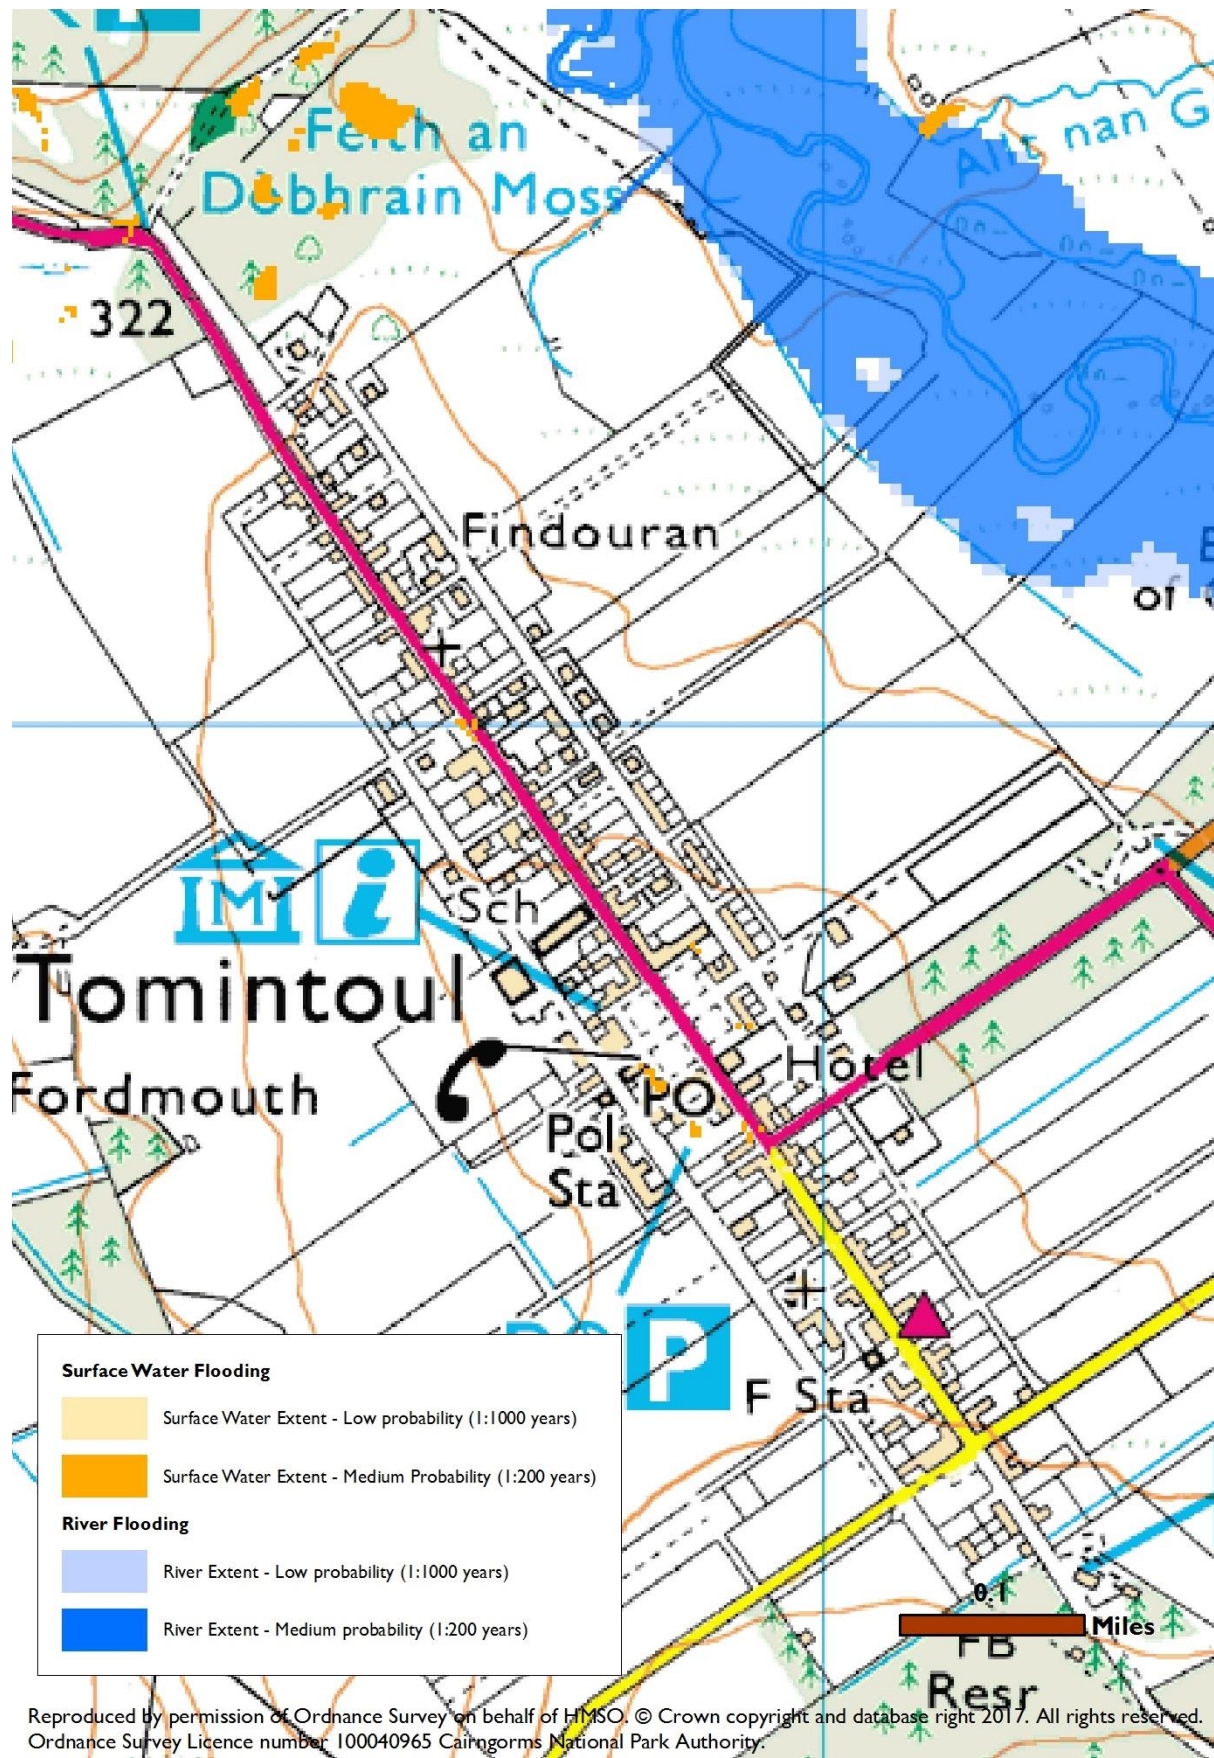 Feith an
Dòbhrain Moss
Allt nan G
322
Findouran
of
M i
Sch
Tomintoul
Hotel
Fordmouth
PO
Pol
Sta
P
F Sta
Surface Water Flooding
Surface Water Extent - Low probability (1:1000 years)
Surface Water Extent - Medium Probability (1:200 years)
River Flooding
River Extent - Low probability (1:1000 years)
River Extent - Medium probability (1:200 years)
0.1
Miles
FB
Resr
Reproduced by permission of Ordnance Survey on behalf of HMSO. © Crown copyright and database right 2017. All rights reserved.
Ordnance Survey Licence number 100040965 Cairngorms National Park Authority.